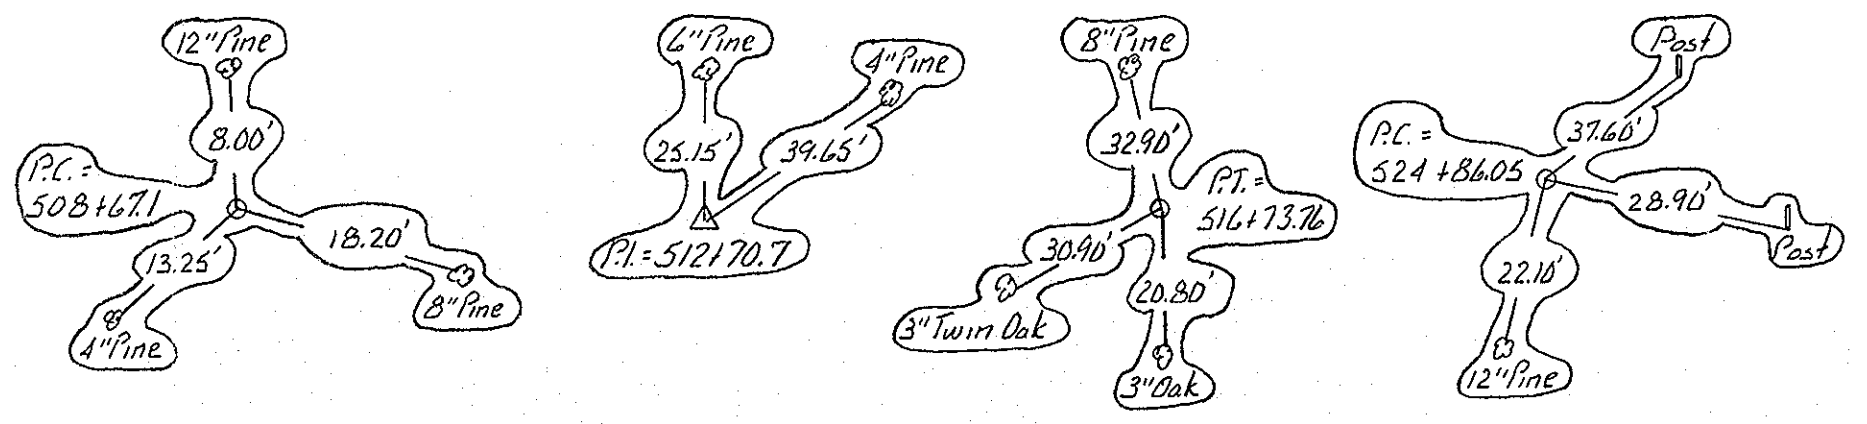 12" Pine
8.00'
P.C. =
508+67.1
18.20'
13.25'
8" Pine
4" Pine
6" Pine
4" Pine
25.15'
39.65'
P.I. = 512+70.7
8" Pine
32.90'
P.T. =
516+73.76
30.90'
20.80'
3" Twin Oak
3" Oak
Post
37.60'
P.C. =
524+86.05
28.90'
Post
22.10'
12" Pine